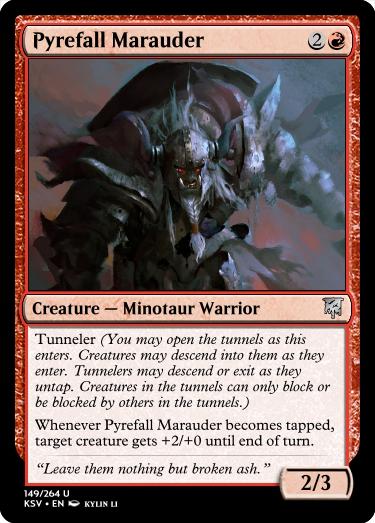 Pyrefall Marauder 2
Creature — Minotaur Warrior
Tunneler (You may open the tunnels as this
enters. Creatures may descend into them as they
enter. Tunnelers may descend or exit as they
untap. Creatures in the tunnels can only block or
be blocked by others in the tunnels.)
Whenever Pyrefall Marauder becomes tapped,
target creature gets +2/+0 until end of turn.
“Leave them nothing but broken ash.”
2/3
149/264 U
KSV • EN KYLIN LI